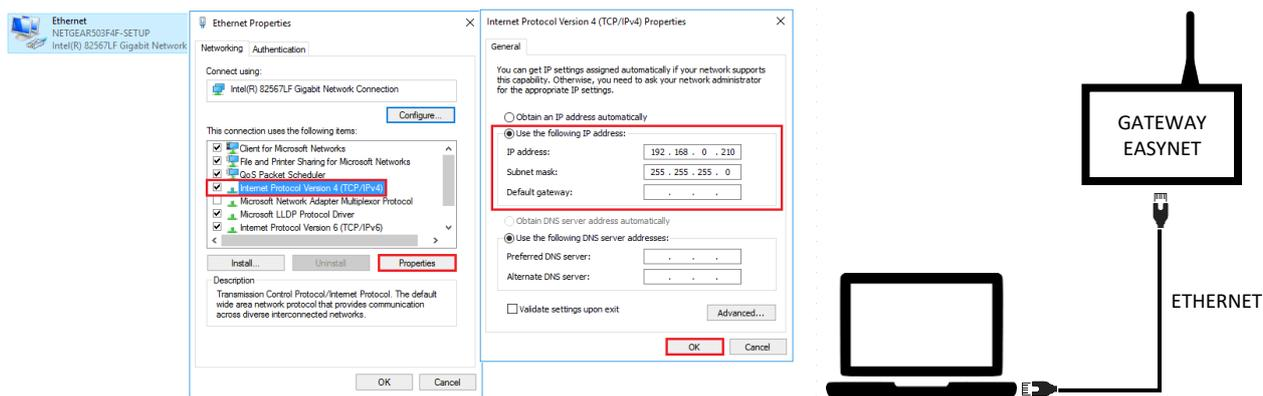 Ethernet
NETGEAR503F4F-SETUP
Intel(R) 82567LF Gigabit Network
Ethernet Properties
Networking
Authentication
Connect using:
Intel(R) 82567LF Gigabit Network Connection
Configure...
This connection uses the following items:
Client for Microsoft Networks
File and Printer Sharing for Microsoft Networks
QoS Packet Scheduler
Internet Protocol Version 4 (TCP/IPv4)
Microsoft Network Adapter Multiplexor Protocol
Microsoft LLDP Protocol Driver
Internet Protocol Version 6 (TCP/IPv6)
Install...
Uninstall
Properties
Description
Transmission Control Protocol/Internet Protocol. The default
wide area network protocol that provides communication
across diverse interconnected networks.
OK
Cancel
Internet Protocol Version 4 (TCP/IPv4) Properties
General
You can get IP settings assigned automatically if your network supports
this capability. Otherwise, you need to ask your network administrator
for the appropriate IP settings.
Obtain an IP address automatically
Use the following IP address:
IP address: 192 . 168 . 0 . 210
Subnet mask: 255 . 255 . 255 . 0
Default gateway: . . .
Obtain DNS server address automatically
Use the following DNS server addresses:
Preferred DNS server: . . .
Alternate DNS server: . . .
Validate settings upon exit
Advanced...
OK
Cancel
GATEWAY
EASYNET
ETHERNET